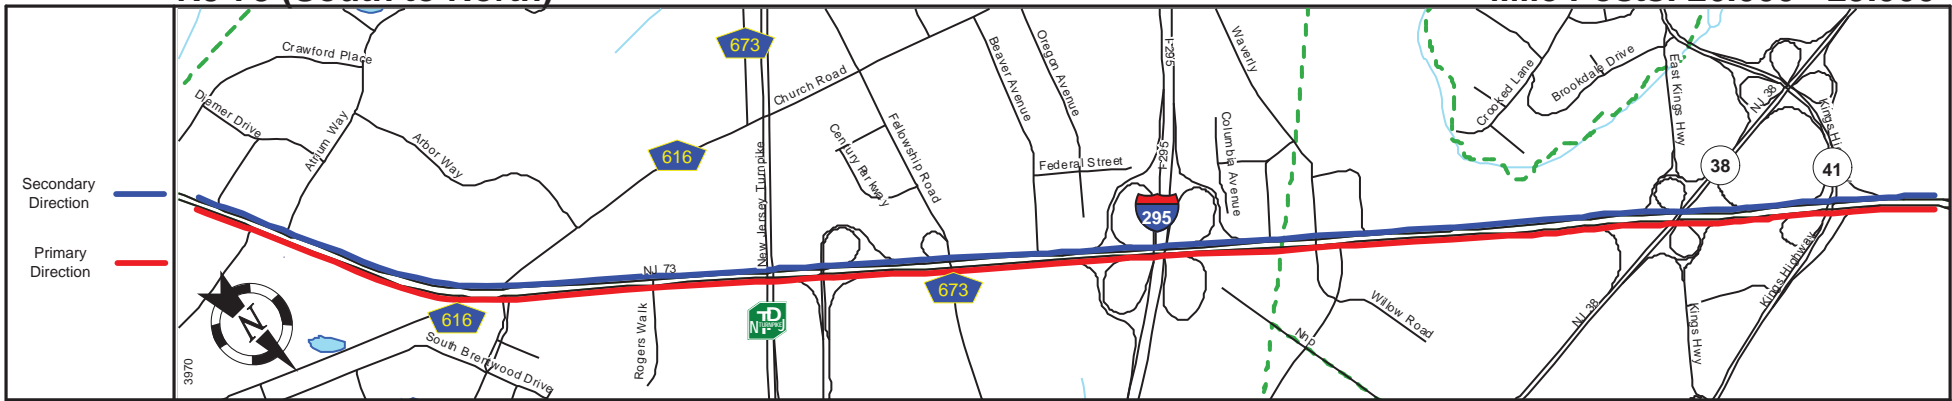 Secondary
Direction
Primary
Direction
Crawford Place
Diemer Drive
Atrium Way
Arbor Way
673
616
Church Road
New Jersey Turnpike
Century Parkway
Fellowship Road
Beaver Avenue
Oregon Avenue
Federal Street
I-295
I-295
295
Waverly
Columbia Avenue
Crooked Lane
Brookdale Drive
East Kings Hwy
NJ 38
Kings Hi
38
41
NJ 73
616
673
N
3970
South Brentwood Drive
Rogers Walk
TURNPIKE
Willow Road
Nnp
NJ 38
Kings Hwy
Kings Highway